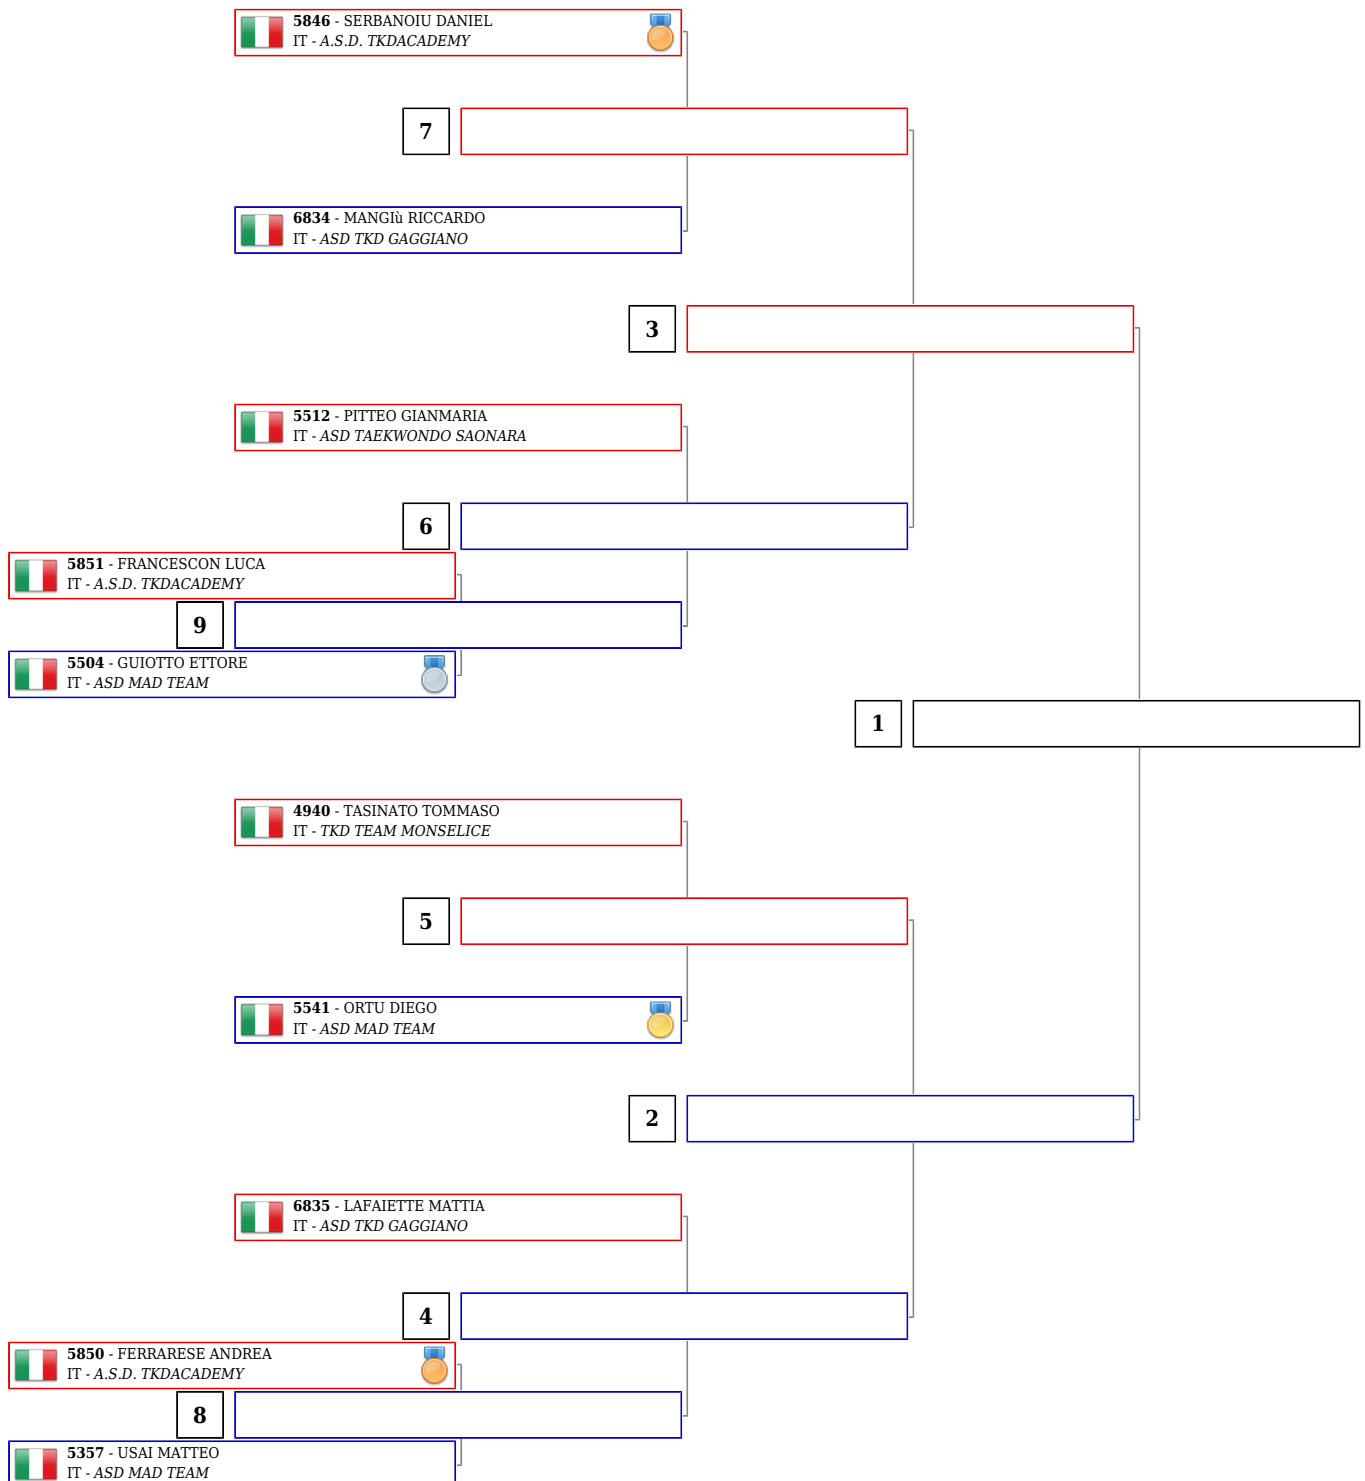 5846 - SERBANOIU DANIEL
IT - A.S.D. TKDACADEMY
7
6834 - MANGIù RICCARDO
IT - ASD TKD GAGGIANO
3
5512 - PITTEO GIANMARIA
IT - ASD TAEKWONDO SAONARA
6
5851 - FRANCESCON LUCA
IT - A.S.D. TKDACADEMY
9
5504 - GUIOTTO ETTORE
IT - ASD MAD TEAM
1
4940 - TASINATO TOMMASO
IT - TKD TEAM MONSELICE
5
5541 - ORTU DIEGO
IT - ASD MAD TEAM
2
6835 - LAFAIETTE MATTIA
IT - ASD TKD GAGGIANO
4
5850 - FERRARESE ANDREA
IT - A.S.D. TKDACADEMY
8
5357 - USAI MATTEO
IT - ASD MAD TEAM